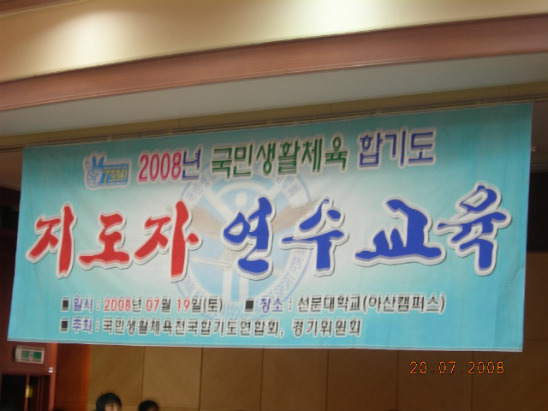 2008년 국민생활체육 합기도
지도자 연수교육
■ 일시 : 2008년 07월 19일(토) ■ 장소 : 선문대학교(아산캠퍼스)
■ 주최 : 국민생활체육전국합기도연합회, 경기위원회
20.07.2008